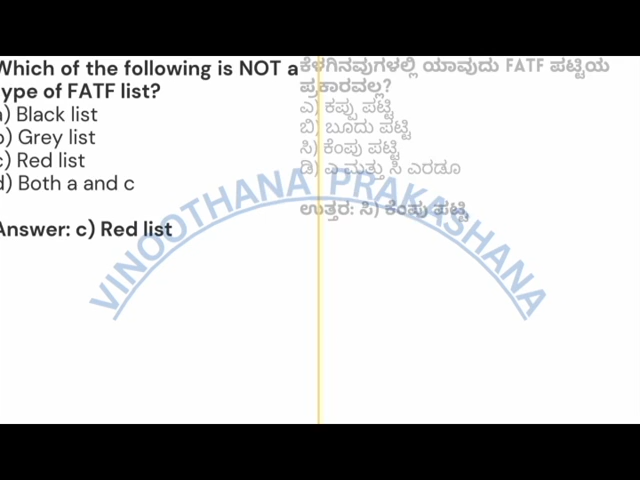 Which of the following is NOT a
ype of FATF list?
a) Black list
b) Grey list
c) Red list
d) Both a and c
Answer: c) Red list
ಕೆಳಗಿನವುಗಳಲ್ಲಿ ಯಾವುದು FATF ಪಟ್ಟಿಯ
ಪ್ರಕಾರವಲ್ಲ?
ಎ) ಕಪ್ಪು ಪಟ್ಟಿ
ಬಿ) ಬೂದು ಪಟ್ಟಿ
ಸಿ) ಕೆಂಪು ಪಟ್ಟಿ
ಡಿ) ಎ ಮತ್ತು ಸಿ ಎರಡೂ
ಉತ್ತರ: ಸಿ) ಕೆಂಪು ಪಟ್ಟಿ
VINOOTHANA PRAKASHANA